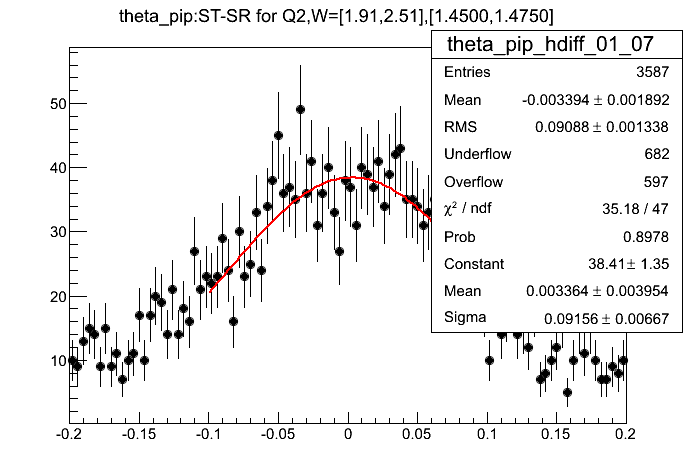 theta_pip:ST-SR for Q2,W=[1.91,2.51],[1.4500,1.4750]
theta_pip_hdiff_01_07
Entries 3587
Mean -0.003394 ± 0.001892
RMS 0.09088 ± 0.001338
Underflow 682
Overflow 597
χ² / ndf 35.18 / 47
Prob 0.8978
Constant 38.41 ± 1.35
Mean 0.003364 ± 0.003954
Sigma 0.09156 ± 0.00667
50
40
30
20
10
-0.2 -0.15 -0.1 -0.05 0 0.05 0.1 0.15 0.2